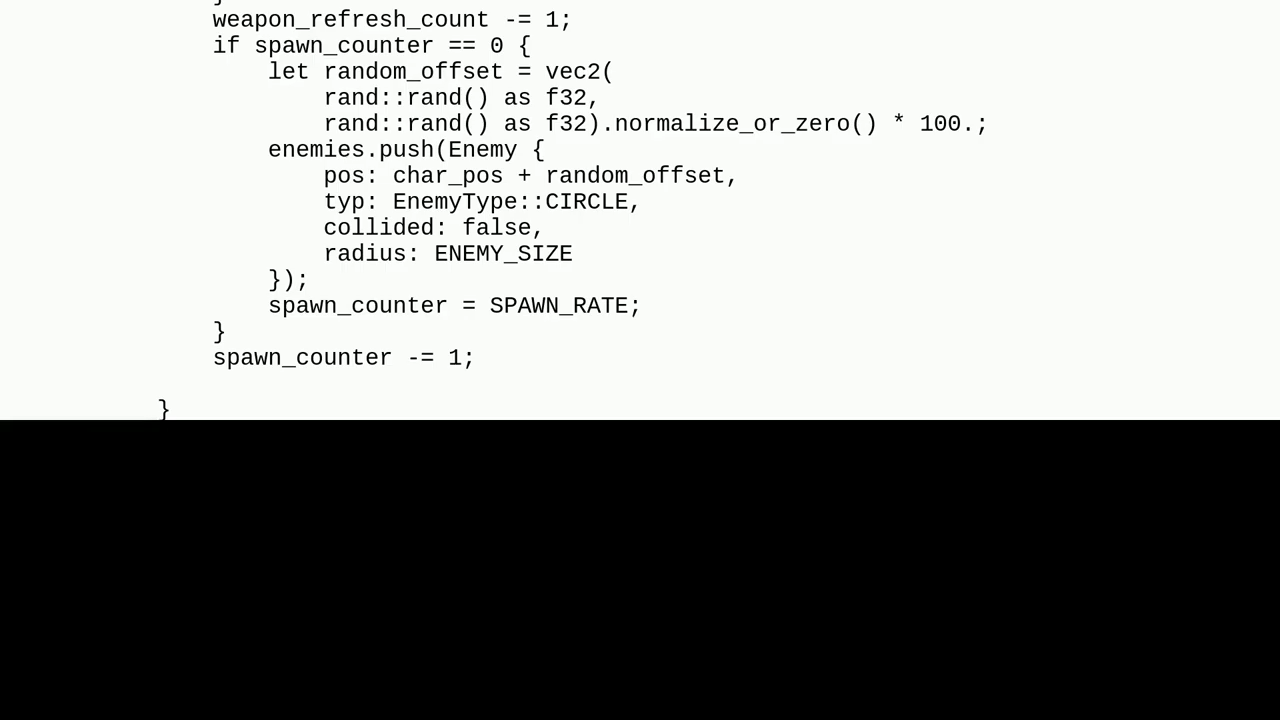 }
weapon_refresh_count -= 1;
if spawn_counter == 0 {
let random_offset = vec2(
rand::rand() as f32,
rand::rand() as f32).normalize_or_zero() * 100.;
enemies.push(Enemy {
pos: char_pos + random_offset,
typ: EnemyType::CIRCLE,
collided: false,
radius: ENEMY_SIZE
});
spawn_counter = SPAWN_RATE;
}
spawn_counter -= 1;
}